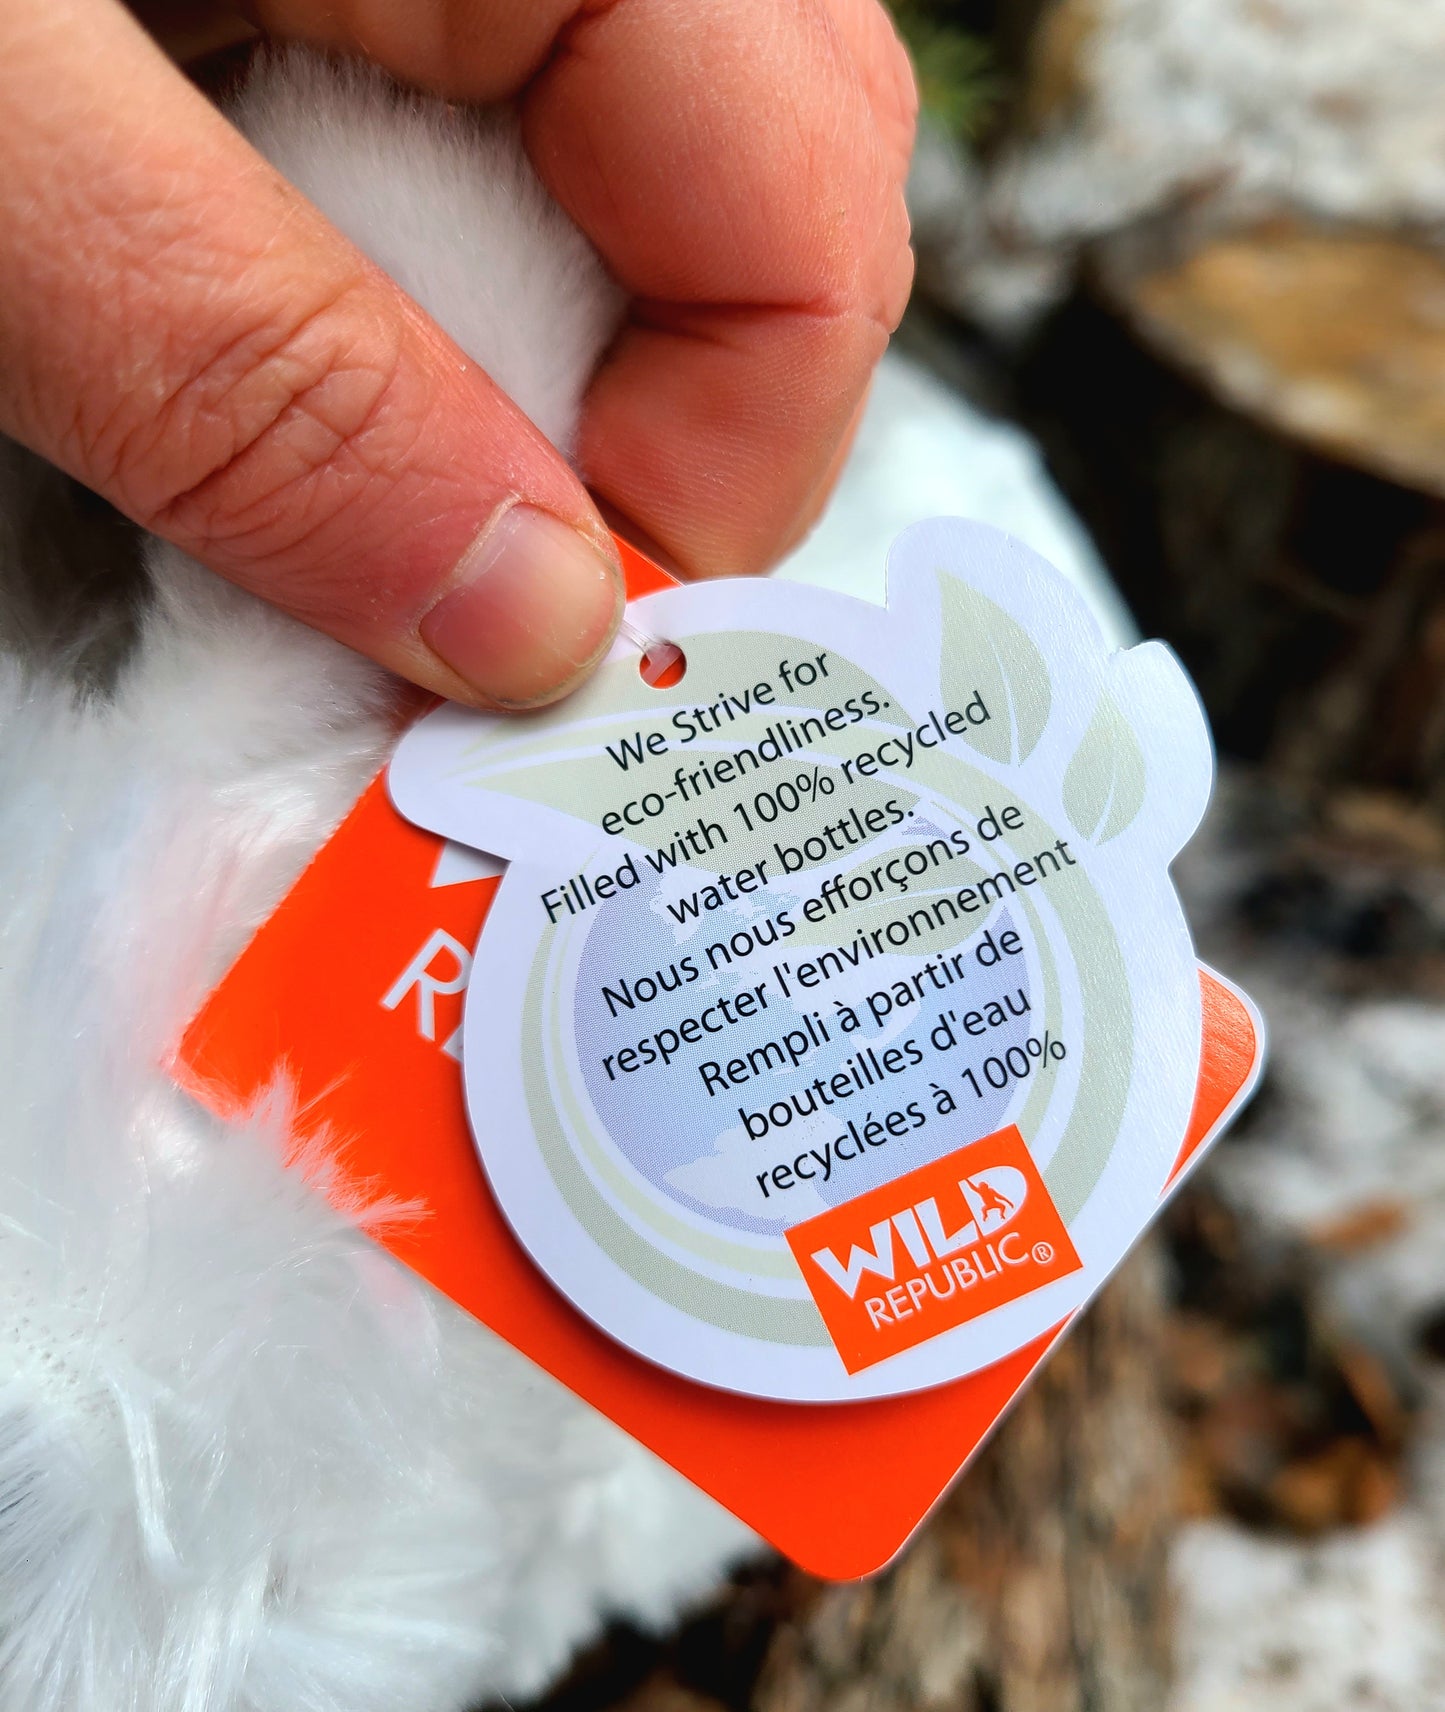 We Strive for
eco-friendliness.
Filled with 100% recycled
water bottles.
Nous nous efforçons de
respecter l'environnement
Rempli à partir de
bouteilles d'eau
recyclées à 100%
WILD
REPUBLIC®